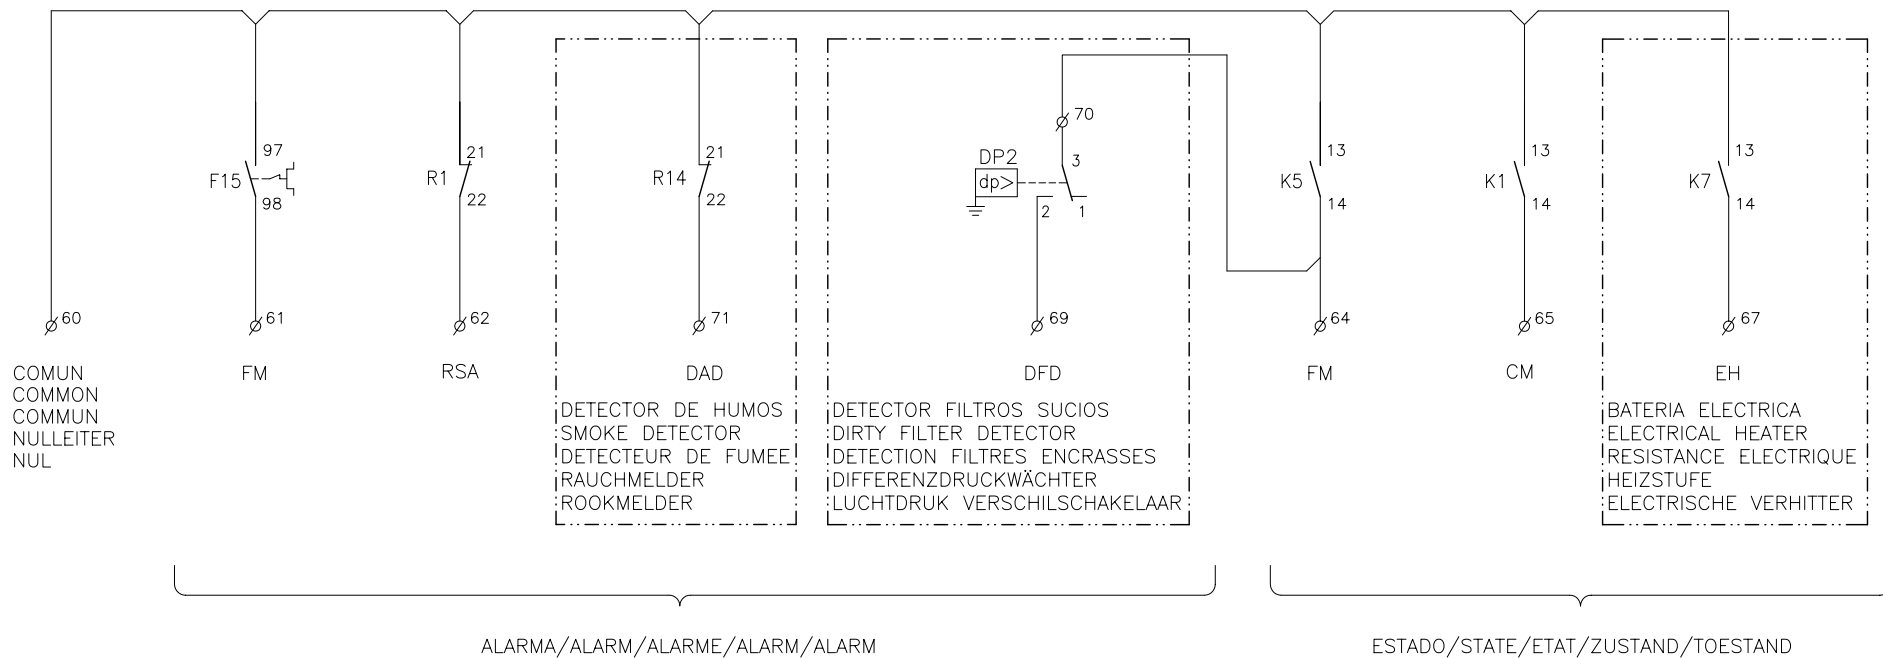 70
97
21
21
DP2
3
13
13
13
F15
R1
R14
dp>
K5
K1
K7
98
22
22
2
1
14
14
14
60
61
62
71
69
64
65
67
COMUN
COMMON
COMMUN
NULLEITER
NUL
FM
RSA
DAD
DETECTOR DE HUMOS
SMOKE DETECTOR
DETECTEUR DE FUMEE
RAUCHMELDER
ROOKMELDER
DFD
DETECTOR FILTROS SUCIOS
DIRTY FILTER DETECTOR
DETECTION FILTRES ENCRASSES
DIFFERENZDRUCKWÄCHTER
LUCHTDRUK VERSCHILSCHAKELAAR
FM
CM
EH
BATERIA ELECTRICA
ELECTRICAL HEATER
RESISTANCE ELECTRIQUE
HEIZSTUFE
ELECTRISCHE VERHITTER
ALARMA/ALARM/ALARME/ALARM/ALARM
ESTADO/STATE/ETAT/ZUSTAND/TOESTAND